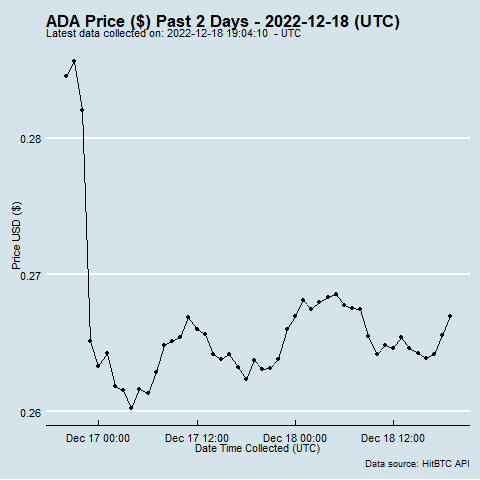 ADA Price ($) Past 2 Days - 2022-12-18 (UTC)
Latest data collected on: 2022-12-18 19:04:10  - UTC
0.28
0.27
0.26
Price USD ($)
Dec 17 00:00
Dec 17 12:00
Dec 18 00:00
Dec 18 12:00
Date Time Collected (UTC)
Data source: HitBTC API